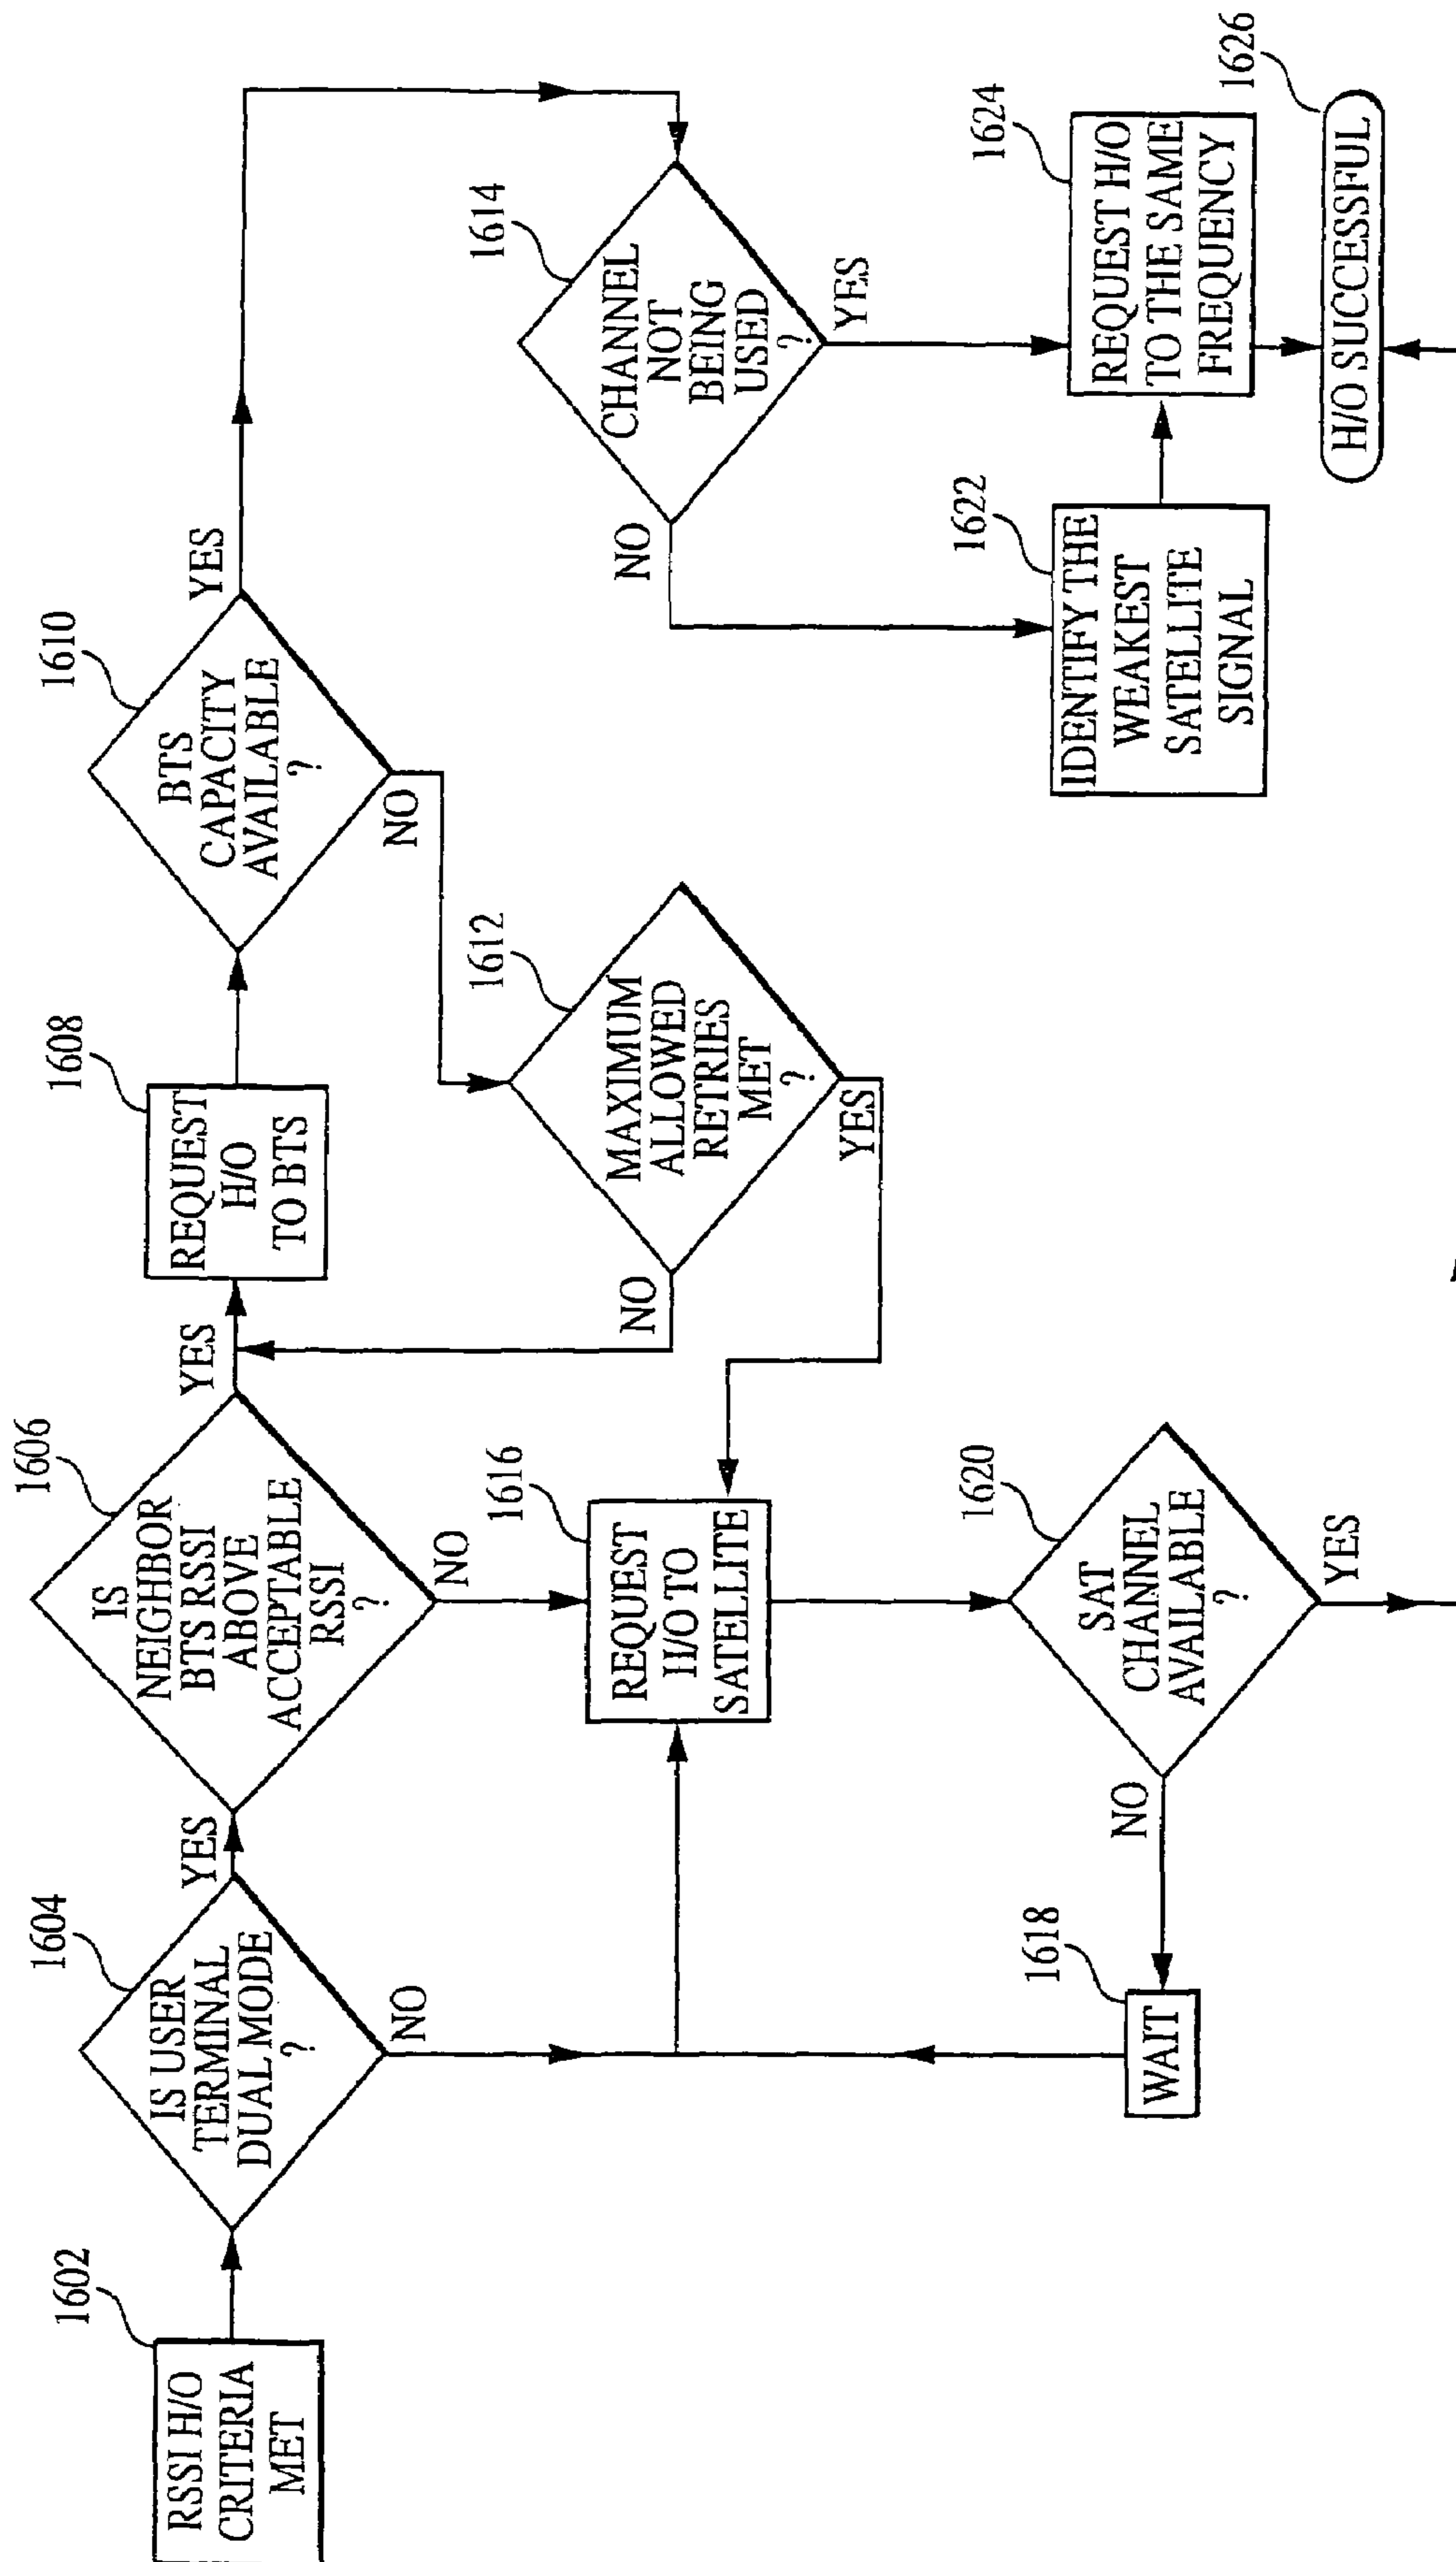 1602
RSSI H/O
CRITERIA
MET
1604
IS USER
TERMINAL
DUAL MODE
?
YES
NO
1606
IS
NEIGHBOR
BTS RSSI
ABOVE
ACCEPTABLE
RSSI
?
YES
NO
1608
REQUEST
H/O
TO BTS
1610
BTS
CAPACITY
AVAILABLE
?
YES
NO
1612
MAXIMUM
ALLOWED
RETRIES
MET
?
NO
YES
1614
CHANNEL
NOT
BEING
USED
?
NO
YES
1616
REQUEST
H/O TO
SATELLITE
1618
WAIT
1620
SAT
CHANNEL
AVAILABLE
?
NO
YES
1622
IDENTIFY THE
WEAKEST
SATELLITE
SIGNAL
1624
REQUEST H/O
TO THE SAME
FREQUENCY
1626
H/O SUCCESSFUL